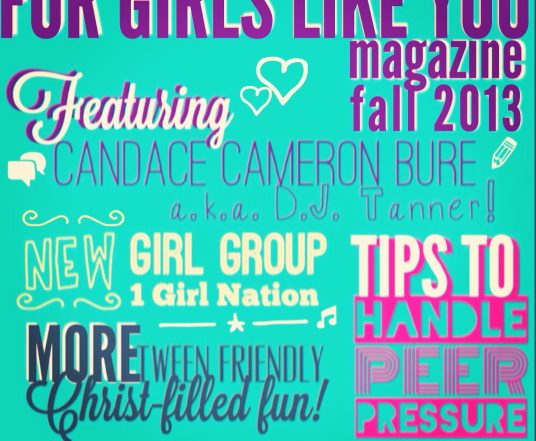 FOR GIRLS LIKE YOU
magazine
fall 2013
Featuring
CANDACE CAMERON BURE
a.k.a. D.J. Tanner!
NEW GIRL GROUP
1 Girl Nation
MORE TWEEN FRIENDLY
Christ-filled fun!
TIPS TO
HANDLE
PEER
PRESSURE